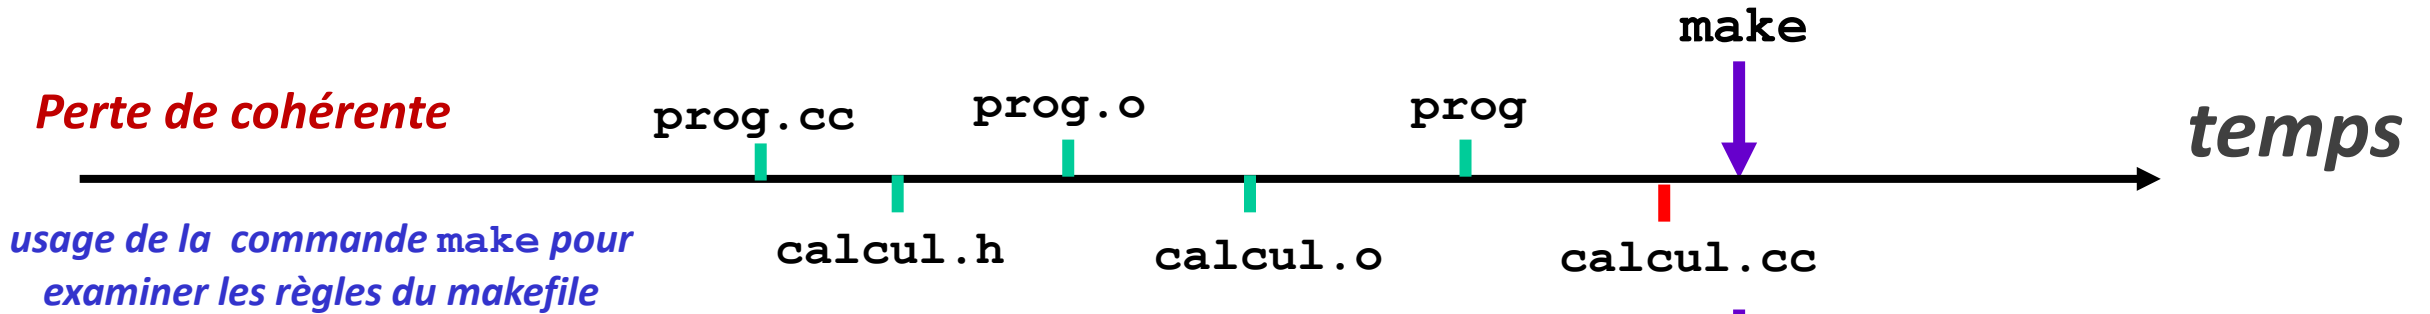 make
Perte de cohérente
prog.cc
prog.o
prog
temps
usage de la commande make pour
examiner les règles du makefile
calcul.h
calcul.o
calcul.cc